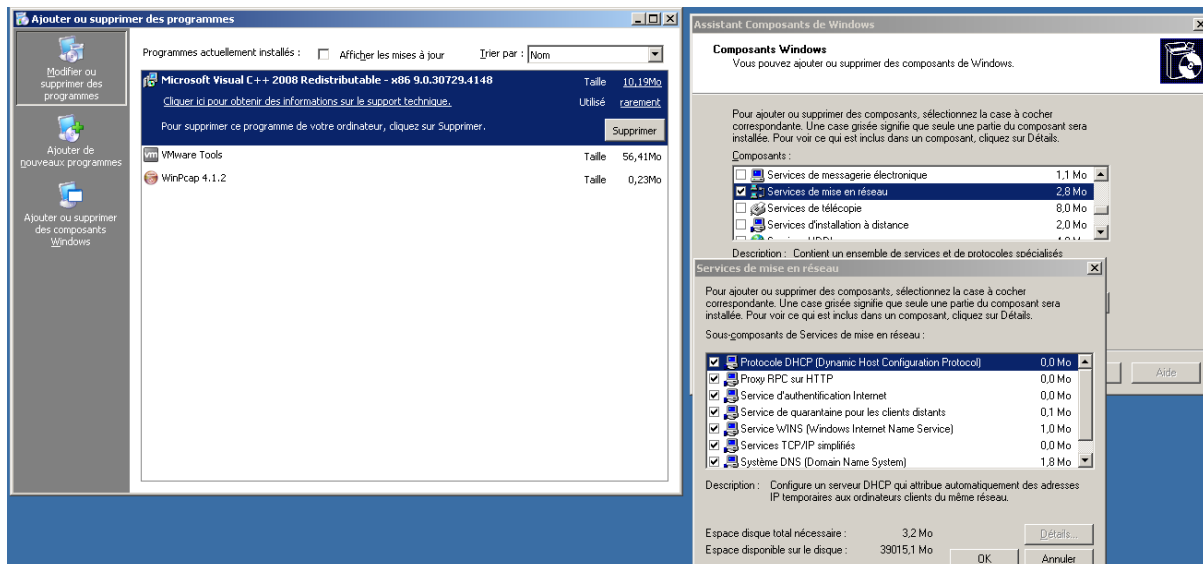 Ajouter ou supprimer des programmes
Modifier ou
supprimer des
programmes
Ajouter de
nouveaux programmes
Ajouter ou supprimer
des composants
Windows
Programmes actuellement installés :
Afficher les mises à jour
Trier par :
Nom
Microsoft Visual C++ 2008 Redistributable - x86 9.0.30729.4148
Taille
10,19Mo
Cliquer ici pour obtenir des informations sur le support technique.
Utilisé
rarement
Pour supprimer ce programme de votre ordinateur, cliquez sur Supprimer.
Supprimer
vm VMware Tools
Taille
56,41Mo
WinPcap 4.1.2
Taille
0,23Mo
Assistant Composants de Windows
Composants Windows
Vous pouvez ajouter ou supprimer des composants de Windows.
Pour ajouter ou supprimer des composants, sélectionnez la case à cocher
correspondante. Une case grisée signifie que seule une partie du composant sera
installée. Pour voir ce qui est inclus dans un composant, cliquez sur Détails.
Composants :
Services de messagerie électronique 1,1 Mo
Services de mise en réseau 2,8 Mo
Services de télécopie 8,0 Mo
Services d'installation à distance 2,0 Mo
Description : Contient un ensemble de services et de protocoles spécialisés
Aide
Services de mise en réseau
Pour ajouter ou supprimer des composants, sélectionnez la case à cocher
correspondante. Une case grisée signifie que seule une partie du composant sera
installée. Pour voir ce qui est inclus dans un composant, cliquez sur Détails.
Sous-composants de Services de mise en réseau :
Protocole DHCP (Dynamic Host Configuration Protocol) 0,0 Mo
Proxy RPC sur HTTP 0,0 Mo
Service d'authentification Internet 0,0 Mo
Service de quarantaine pour les clients distants 0,1 Mo
Service WINS (Windows Internet Name Service) 1,0 Mo
Services TCP/IP simplifiés 0,0 Mo
Système DNS (Domain Name System) 1,8 Mo
Description : Configure un serveur DHCP qui attribue automatiquement des adresses
IP temporaires aux ordinateurs clients du même réseau.
Espace disque total nécessaire : 3,2 Mo
Détails...
Espace disponible sur le disque : 39015,1 Mo
OK
Annuler